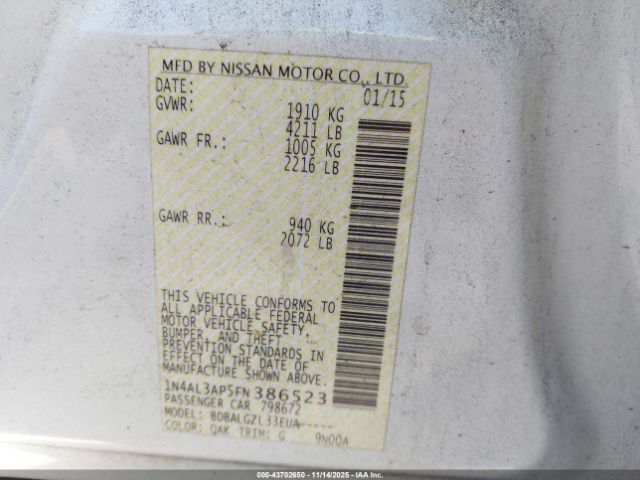 MFD BY NISSAN MOTOR CO., LTD.
DATE: 01/15
GVWR: 1910 KG
4211 LB
GAWR FR.: 1005 KG
2216 LB
GAWR RR.: 940 KG
2072 LB
THIS VEHICLE CONFORMS TO
ALL APPLICABLE FEDERAL
MOTOR VEHICLE SAFETY,
BUMPER, AND THEFT
PREVENTION STANDARDS IN
EFFECT ON THE DATE OF
MANUFACTURE SHOWN ABOVE.
1N4AL3AP5FN386523
PASSENGER CAR 798672
MODEL: BDBALGZL33EUA-----
COLOR: QAK TRIM: G 9N00A
000-43702650 - 11/14/2025 - IAAI.COM